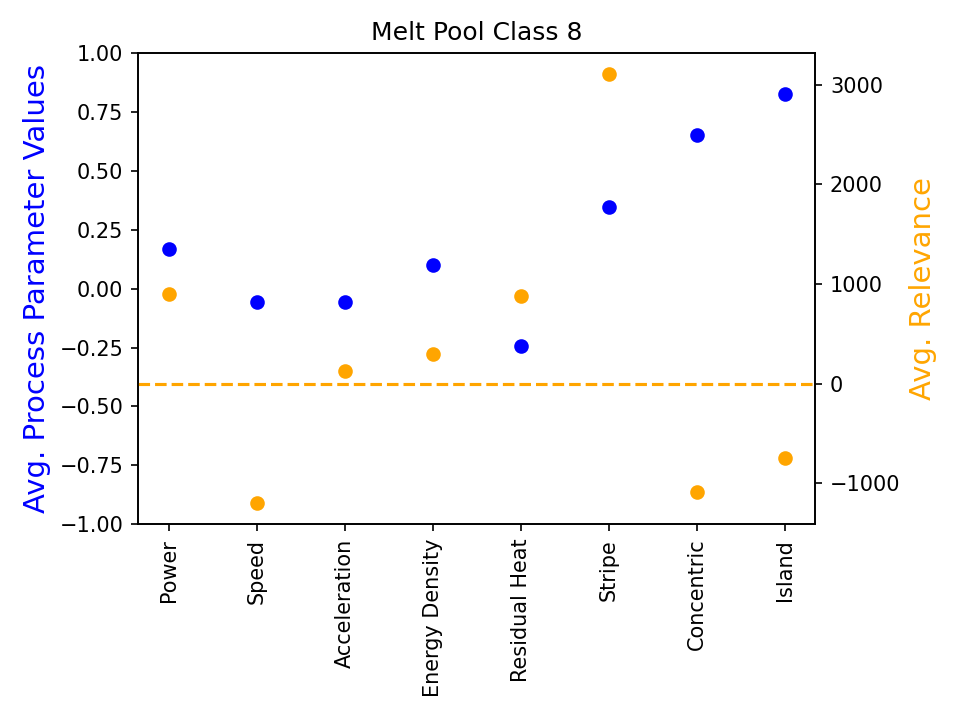 Melt Pool Class 8
Avg. Process Parameter Values
1.00
0.75
0.50
0.25
0.00
−0.25
−0.50
−0.75
−1.00
3000
2000
1000
0
−1000
Avg. Relevance
Power
Speed
Acceleration
Energy Density
Residual Heat
Stripe
Concentric
Island